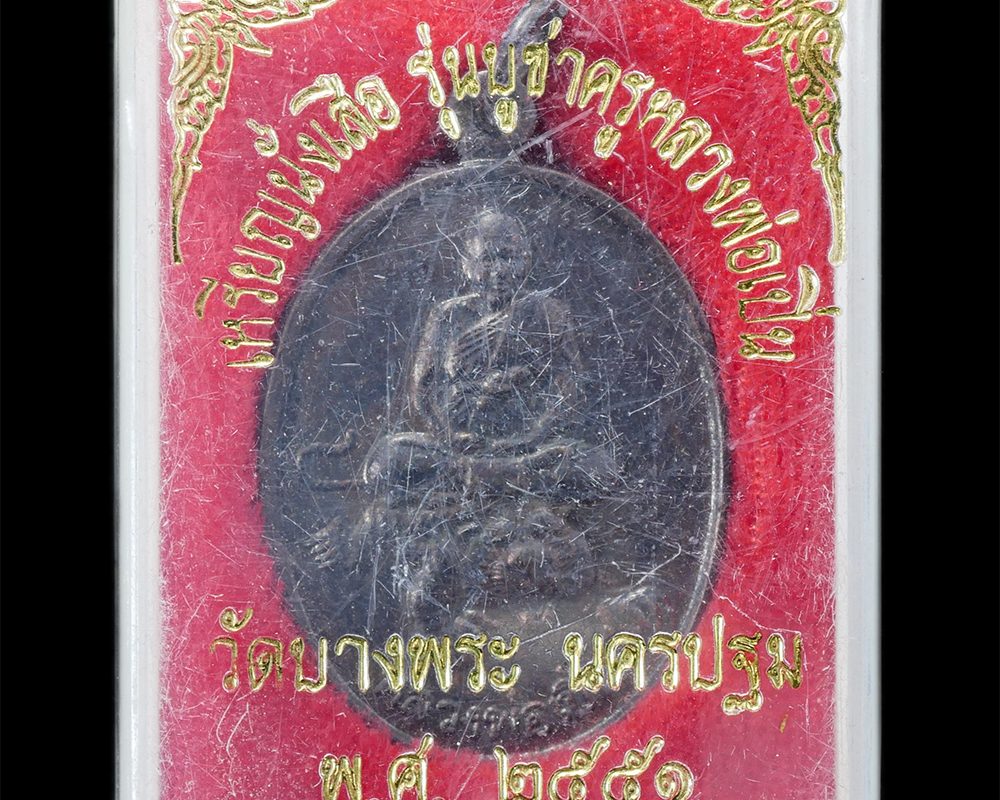 เหรียญนั่งเสือ รุ่นบูชาครูหลวงพ่อเปิ่น
วัดบางพระ นครปฐม
พ.ศ. ๒๕๕๑